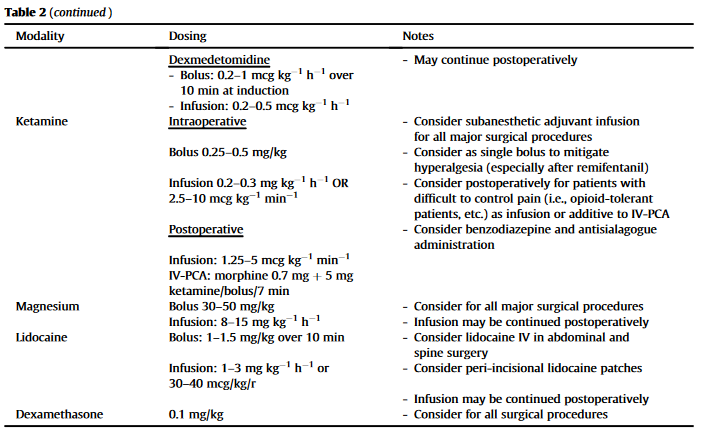 Table 2 (continued)
Modality Dosing Notes
Dexmedetomidine - May continue postoperatively
- Bolus: 0.2–1 mcg kg⁻¹ h⁻¹ over
10 min at induction
- Infusion: 0.2–0.5 mcg kg⁻¹ h⁻¹
Ketamine Intraoperative - Consider subanesthetic adjuvant infusion
for all major surgical procedures
Bolus 0.25–0.5 mg/kg - Consider as single bolus to mitigate
hyperalgesia (especially after remifentanil)
Infusion 0.2–0.3 mg kg⁻¹ h⁻¹ OR - Consider postoperatively for patients with
2.5–10 mcg kg⁻¹ min⁻¹ difficult to control pain (i.e., opioid-tolerant
patients, etc.) as infusion or additive to IV-PCA
Postoperative - Consider benzodiazepine and antisialagogue
administration
Infusion: 1.25–5 mcg kg⁻¹ min⁻¹
IV-PCA: morphine 0.7 mg + 5 mg
ketamine/bolus/7 min
Magnesium Bolus 30–50 mg/kg - Consider for all major surgical procedures
Infusion: 8–15 mg kg⁻¹ h⁻¹ - Infusion may be continued postoperatively
Lidocaine Bolus: 1–1.5 mg/kg over 10 min - Consider lidocaine IV in abdominal and
spine surgery
Infusion: 1–3 mg kg⁻¹ h⁻¹ or - Consider peri-incisional lidocaine patches
30–40 mcg/kg/r
- Infusion may be continued postoperatively
Dexamethasone 0.1 mg/kg - Consider for all surgical procedures